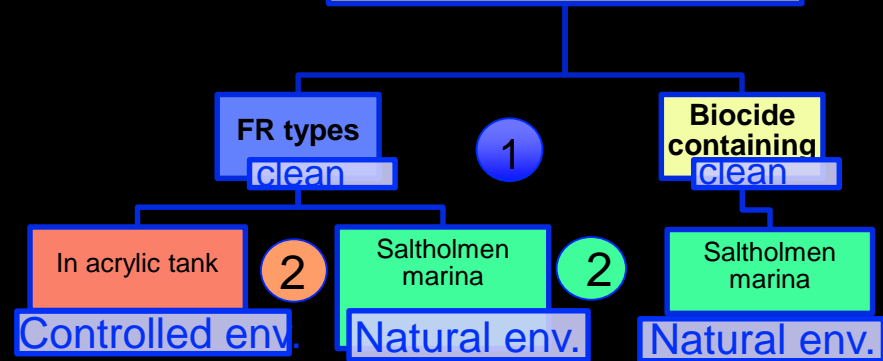 FR types
clean
1
Biocide
containing
clean
In acrylic tank
Controlled env.
2
Saltholmen
marina
Natural env.
2
Saltholmen
marina
Natural env.